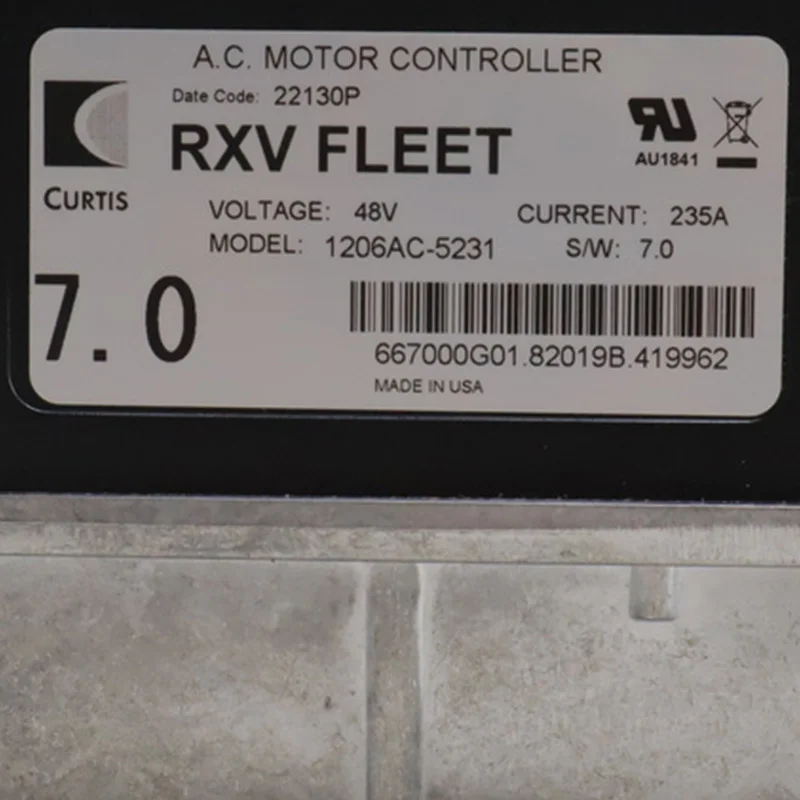 A.C. MOTOR CONTROLLER
Date Code: 22130P
RXV FLEET
AU1841
CURTIS
VOLTAGE: 48V CURRENT: 235A
MODEL: 1206AC-5231 S/W: 7.0
7.0
667000G01.82019B.419962
MADE IN USA